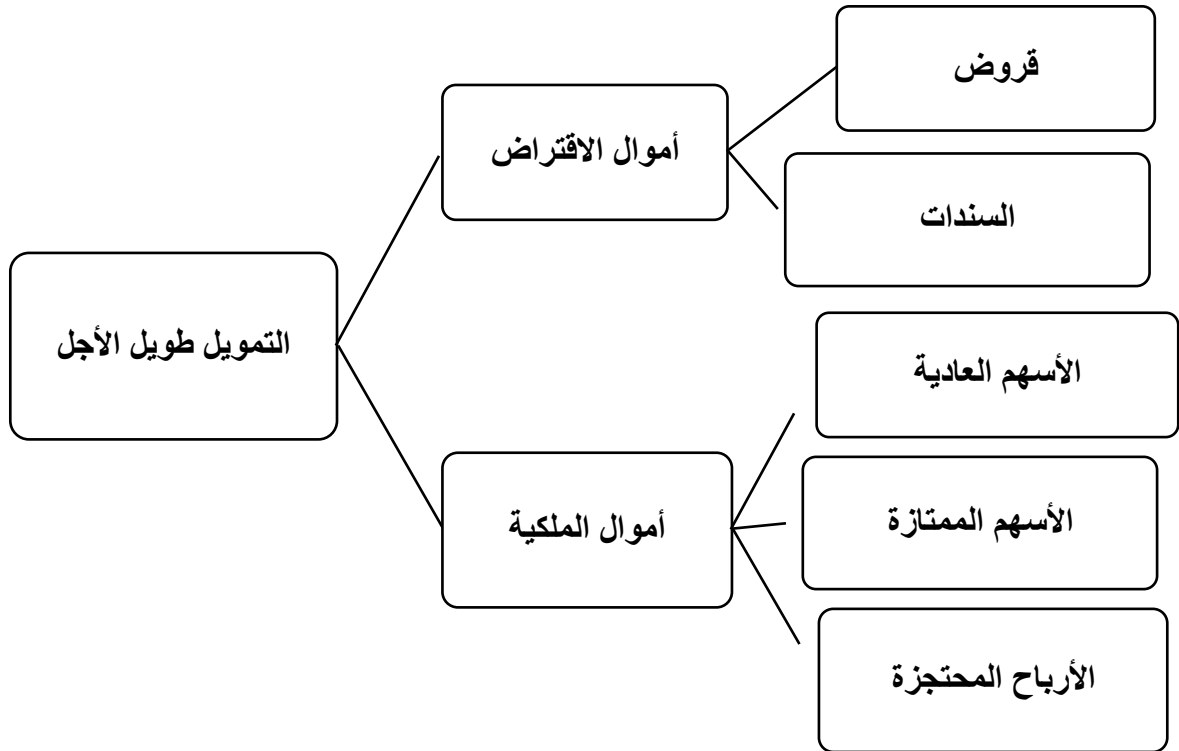 التمويل طويل الأجل
أموال الاقتراض
قروض
السندات
أموال الملكية
الأسهم العادية
الأسهم الممتازة
الأرباح المحتجزة